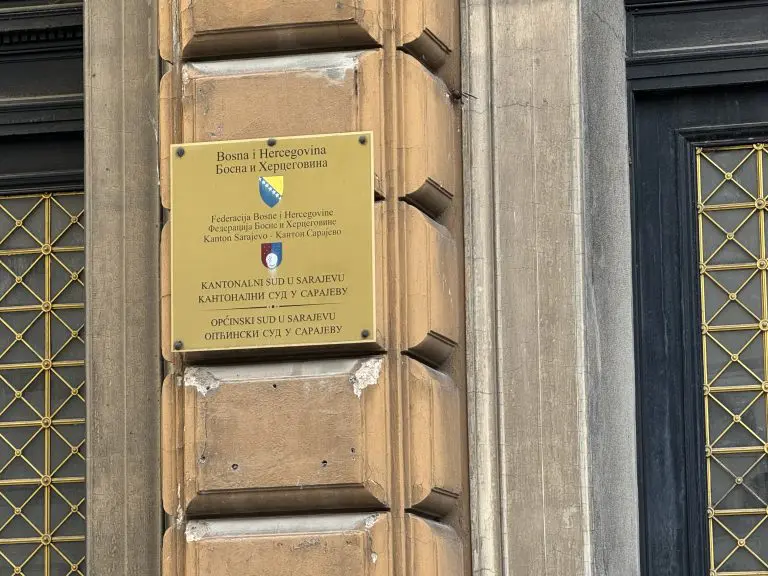 Bosna i Hercegovina
Босна и Херцеговина
Federacija Bosne i Hercegovine
Федерација Босне и Херцеговине
Kanton Sarajevo - Кантон Сарајево
KANTONALNI SUD U SARAJEVU
КАНТОНАЛНИ СУД У САРАЈЕВУ
OPĆINSKI SUD U SARAJEVU
ОПЋИНСКИ СУД У САРАЈЕВУ